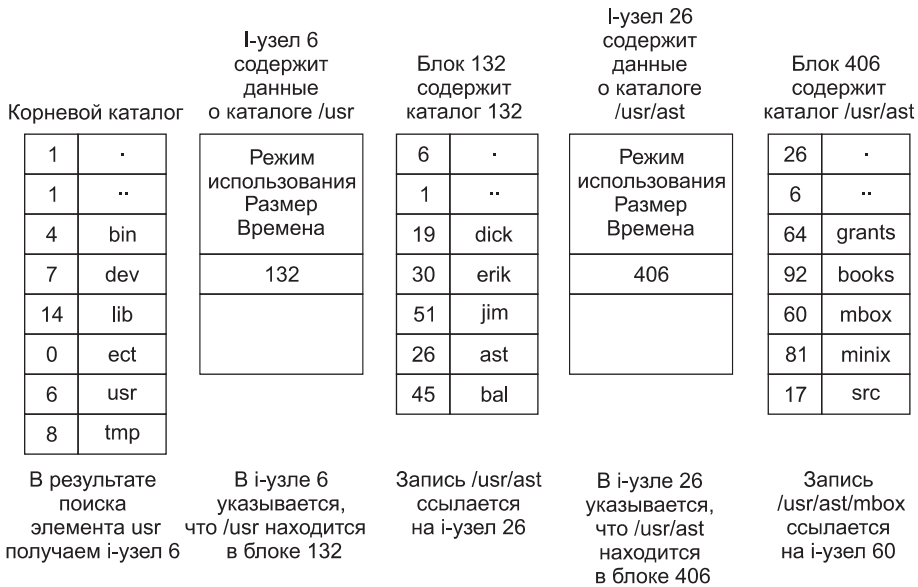 Корневой каталог
1 .
1 ..
4 bin
7 dev
14 lib
0 ect
6 usr
8 tmp
В результате
поиска
элемента usr
получаем i-узел 6
I-узел 6
содержит
данные
о каталоге /usr
Режим
использования
Размер
Времена
132
В i-узле 6
указывается,
что /usr находится
в блоке 132
Блок 132
содержит
каталог 132
6 .
1 ..
19 dick
30 erik
51 jim
26 ast
45 bal
Запись /usr/ast
ссылается
на i-узел 26
I-узел 26
содержит
данные
о каталоге
/usr/ast
Режим
использования
Размер
Времена
406
В i-узле 26
указывается,
что /usr/ast
находится
в блоке 406
Блок 406
содержит
каталог /usr/ast
26 .
6 ..
64 grants
92 books
60 mbox
81 minix
17 src
Запись
/usr/ast/mbox
ссылается
на i-узел 60